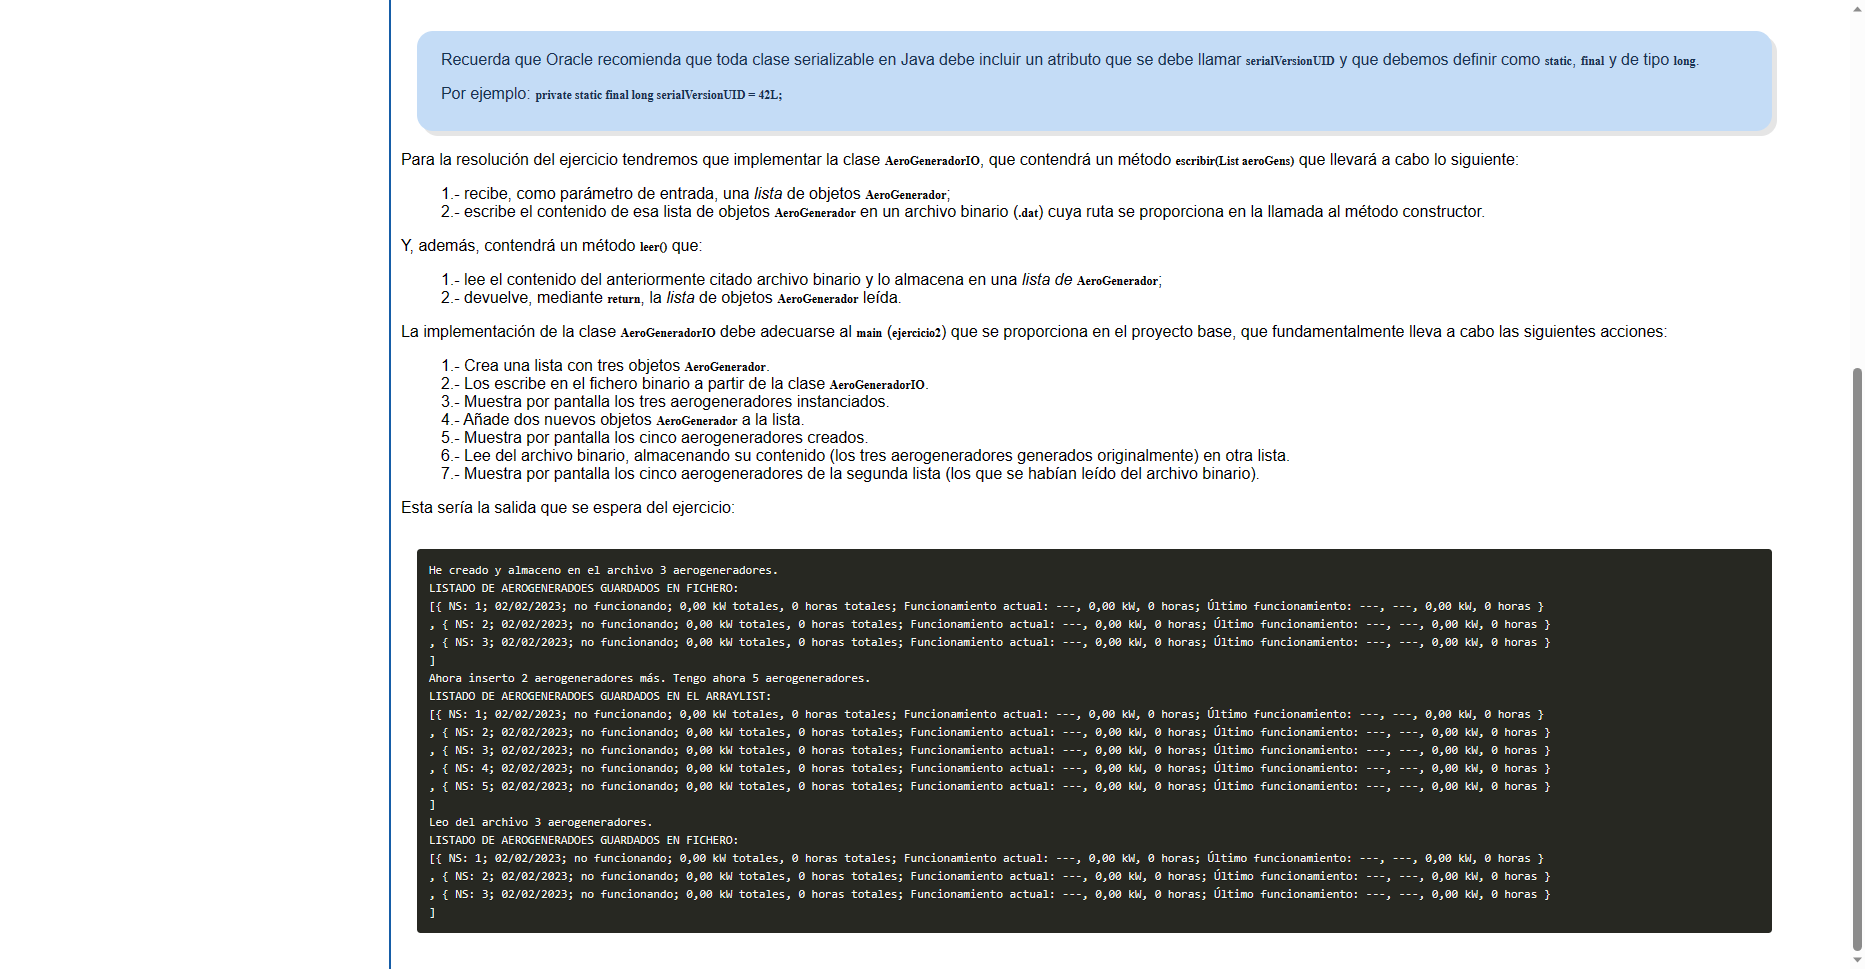 Recuerda que Oracle recomienda que toda clase serializable en Java debe incluir un atributo que se debe llamar serialVersionUID y que debemos definir como static, final y de tipo long.
Por ejemplo: private static final long serialVersionUID = 42L;
Para la resolución del ejercicio tendremos que implementar la clase AeroGeneradorIO, que contendrá un método escribir(List aeroGens) que llevará a cabo lo siguiente:
1.- recibe, como parámetro de entrada, una lista de objetos AeroGenerador;
2.- escribe el contenido de esa lista de objetos AeroGenerador en un archivo binario (.dat) cuya ruta se proporciona en la llamada al método constructor.
Y, además, contendrá un método leer() que:
1.- lee el contenido del anteriormente citado archivo binario y lo almacena en una lista de AeroGenerador;
2.- devuelve, mediante return, la lista de objetos AeroGenerador leída.
La implementación de la clase AeroGeneradorIO debe adecuarse al main (ejercicio2) que se proporciona en el proyecto base, que fundamentalmente lleva a cabo las siguientes acciones:
1.- Crea una lista con tres objetos AeroGenerador.
2.- Los escribe en el fichero binario a partir de la clase AeroGeneradorIO.
3.- Muestra por pantalla los tres aerogeneradores instanciados.
4.- Añade dos nuevos objetos AeroGenerador a la lista.
5.- Muestra por pantalla los cinco aerogeneradores creados.
6.- Lee del archivo binario, almacenando su contenido (los tres aerogeneradores generados originalmente) en otra lista.
7.- Muestra por pantalla los cinco aerogeneradores de la segunda lista (los que se habían leído del archivo binario).
Esta sería la salida que se espera del ejercicio:
He creado y almaceno en el archivo 3 aerogeneradores.
LISTADO DE AEROGENERADOES GUARDADOS EN FICHERO:
[{ NS: 1; 02/02/2023; no funcionando; 0,00 kW totales, 0 horas totales; Funcionamiento actual: ---, 0,00 kW, 0 horas; Último funcionamiento: ---, ---, 0,00 kW, 0 horas }
, { NS: 2; 02/02/2023; no funcionando; 0,00 kW totales, 0 horas totales; Funcionamiento actual: ---, 0,00 kW, 0 horas; Último funcionamiento: ---, ---, 0,00 kW, 0 horas }
, { NS: 3; 02/02/2023; no funcionando; 0,00 kW totales, 0 horas totales; Funcionamiento actual: ---, 0,00 kW, 0 horas; Último funcionamiento: ---, ---, 0,00 kW, 0 horas }
]
Ahora inserto 2 aerogeneradores más. Tengo ahora 5 aerogeneradores.
LISTADO DE AEROGENERADOES GUARDADOS EN EL ARRAYLIST:
[{ NS: 1; 02/02/2023; no funcionando; 0,00 kW totales, 0 horas totales; Funcionamiento actual: ---, 0,00 kW, 0 horas; Último funcionamiento: ---, ---, 0,00 kW, 0 horas }
, { NS: 2; 02/02/2023; no funcionando; 0,00 kW totales, 0 horas totales; Funcionamiento actual: ---, 0,00 kW, 0 horas; Último funcionamiento: ---, ---, 0,00 kW, 0 horas }
, { NS: 3; 02/02/2023; no funcionando; 0,00 kW totales, 0 horas totales; Funcionamiento actual: ---, 0,00 kW, 0 horas; Último funcionamiento: ---, ---, 0,00 kW, 0 horas }
, { NS: 4; 02/02/2023; no funcionando; 0,00 kW totales, 0 horas totales; Funcionamiento actual: ---, 0,00 kW, 0 horas; Último funcionamiento: ---, ---, 0,00 kW, 0 horas }
, { NS: 5; 02/02/2023; no funcionando; 0,00 kW totales, 0 horas totales; Funcionamiento actual: ---, 0,00 kW, 0 horas; Último funcionamiento: ---, ---, 0,00 kW, 0 horas }
]
Leo del archivo 3 aerogeneradores.
LISTADO DE AEROGENERADOES GUARDADOS EN FICHERO:
[{ NS: 1; 02/02/2023; no funcionando; 0,00 kW totales, 0 horas totales; Funcionamiento actual: ---, 0,00 kW, 0 horas; Último funcionamiento: ---, ---, 0,00 kW, 0 horas }
, { NS: 2; 02/02/2023; no funcionando; 0,00 kW totales, 0 horas totales; Funcionamiento actual: ---, 0,00 kW, 0 horas; Último funcionamiento: ---, ---, 0,00 kW, 0 horas }
, { NS: 3; 02/02/2023; no funcionando; 0,00 kW totales, 0 horas totales; Funcionamiento actual: ---, 0,00 kW, 0 horas; Último funcionamiento: ---, ---, 0,00 kW, 0 horas }
]